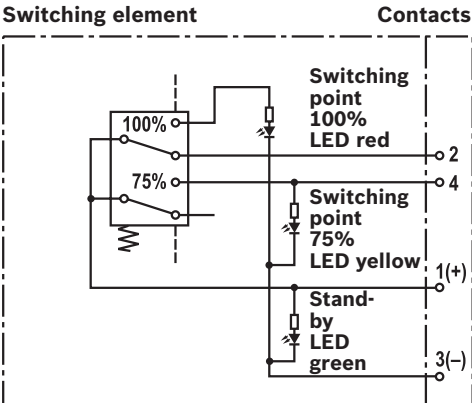 Switching element
Contacts
Switching
point
100%
LED red
100%
2
75%
4
Switching
point
75%
LED yellow
1(+)
Stand-
by
LED
green
3(–)